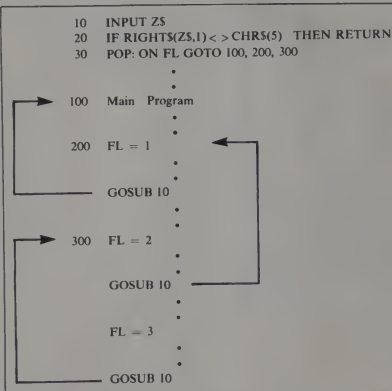 10 INPUT Z$
20 IF RIGHT$(Z$,1)< >CHR$(5) THEN RETURN
30 POP: ON FL GOTO 100, 200, 300
100 Main Program
200 FL = 1
GOSUB 10
300 FL = 2
GOSUB 10
FL = 3
GOSUB 10